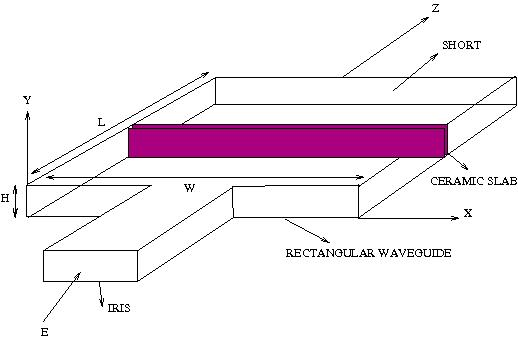 Z
SHORT
Y
L
CERAMIC SLAB
H
W
X
RECTANGULAR WAVEGUIDE
IRIS
E